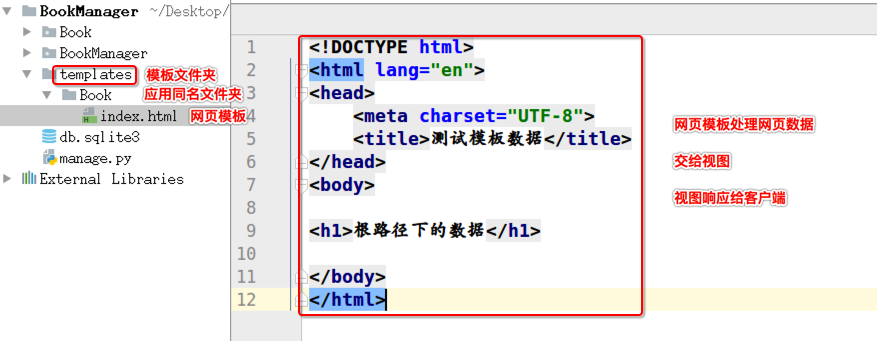 BookManager ~/Desktop/
Book
BookManager
templates 模板文件夹
Book 应用同名文件夹
index.html 网页模板
db.sqlite3
manage.py
External Libraries
1 <!DOCTYPE html>
2 <html lang="en">
3 <head>
4 <meta charset="UTF-8">
5 <title>测试模板数据</title>
6 </head>
7 <body>
8
9 <h1>根路径下的数据</h1>
10
11 </body>
12 </html>
网页模板处理网页数据
交给视图
视图响应给客户端